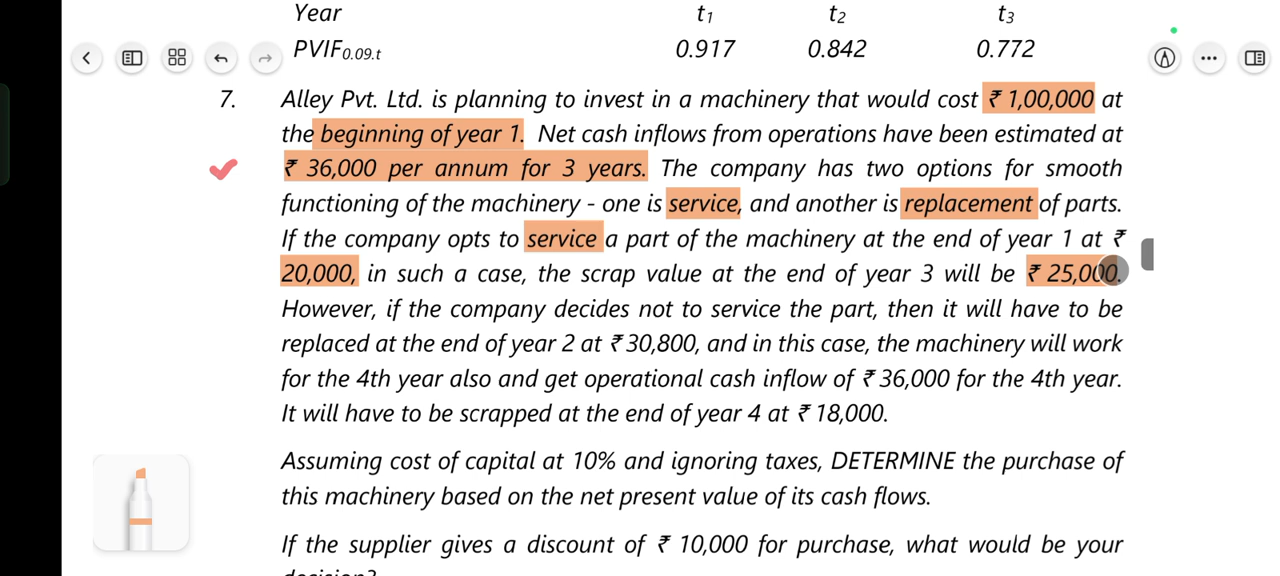 Year t₁ t₂ t₃
PVIF₀.₀₉.ₜ 0.917 0.842 0.772
7. Alley Pvt. Ltd. is planning to invest in a machinery that would cost ₹ 1,00,000 at
the beginning of year 1. Net cash inflows from operations have been estimated at
₹ 36,000 per annum for 3 years. The company has two options for smooth
functioning of the machinery - one is service, and another is replacement of parts.
If the company opts to service a part of the machinery at the end of year 1 at ₹
20,000, in such a case, the scrap value at the end of year 3 will be ₹ 25,000.
However, if the company decides not to service the part, then it will have to be
replaced at the end of year 2 at ₹ 30,800, and in this case, the machinery will work
for the 4th year also and get operational cash inflow of ₹ 36,000 for the 4th year.
It will have to be scrapped at the end of year 4 at ₹ 18,000.
Assuming cost of capital at 10% and ignoring taxes, DETERMINE the purchase of
this machinery based on the net present value of its cash flows.
If the supplier gives a discount of ₹ 10,000 for purchase, what would be your
decision?